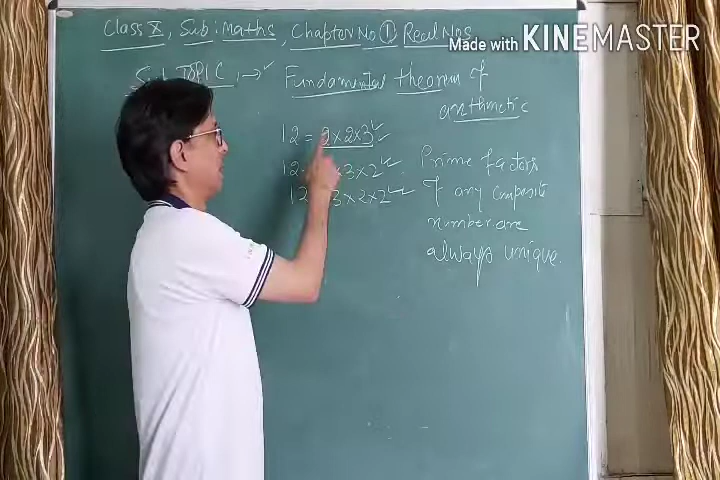 Class X, Sub: Maths, Chapter No ① Real Nos
Made with KINEMASTER
Sub TOPIC :→ Fundamental theorem of
arithmetic
12 = 2×2×3
12 = 3×2
12 3×2×2
Prime factors
of any composite
number are
always unique.